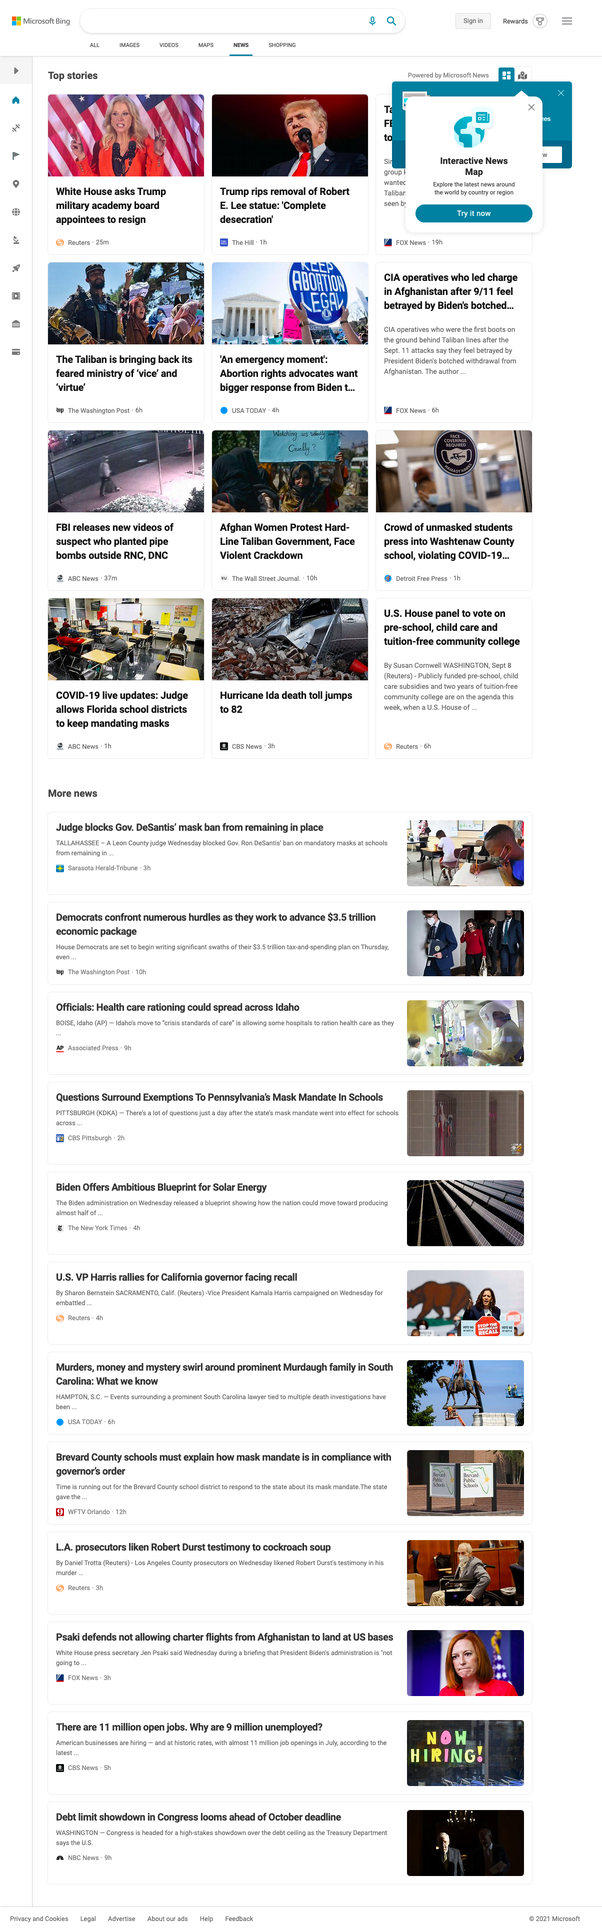 Microsoft Bing
Sign in
Rewards
ALL
IMAGES
VIDEOS
MAPS
NEWS
SHOPPING
Top stories
Powered by Microsoft News
Interactive News
Map
Explore the latest news around
the world by country or region
Try it now
White House asks Trump
military academy board
appointees to resign
Reuters · 25m
Trump rips removal of Robert
E. Lee statue: 'Complete
desecration'
The Hill · 1h
FOX News · 19h
The Taliban is bringing back its
feared ministry of ‘vice’ and
‘virtue’
The Washington Post · 6h
KEEP
ABORTION
LEGAL
'An emergency moment':
Abortion rights advocates want
bigger response from Biden t...
USA TODAY · 4h
CIA operatives who led charge
in Afghanistan after 9/11 feel
betrayed by Biden's botched...
CIA operatives who were the first boots on
the ground behind Taliban lines after the
Sept. 11 attacks say they feel betrayed by
President Biden's botched withdrawal from
Afghanistan. The author ...
FOX News · 6h
FBI releases new videos of
suspect who planted pipe
bombs outside RNC, DNC
ABC News · 37m
Afghan Women Protest Hard-
Line Taliban Government, Face
Violent Crackdown
The Wall Street Journal. · 10h
FACE
COVERINGS
REQUIRED
Crowd of unmasked students
press into Washtenaw County
school, violating COVID-19...
Detroit Free Press · 1h
COVID-19 live updates: Judge
allows Florida school districts
to keep mandating masks
ABC News · 1h
Hurricane Ida death toll jumps
to 82
CBS News · 3h
U.S. House panel to vote on
pre-school, child care and
tuition-free community college
By Susan Cornwell WASHINGTON, Sept 8
(Reuters) - Publicly funded pre-school, child
care subsidies and two years of tuition-free
community college are on the agenda this
week, when a U.S. House of ...
Reuters · 6h
More news
Judge blocks Gov. DeSantis’ mask ban from remaining in place
TALLAHASSEE – A Leon County judge Wednesday blocked Gov. Ron DeSantis’ ban on mandatory masks at schools
from remaining in ...
Sarasota Herald-Tribune · 3h
Democrats confront numerous hurdles as they work to advance $3.5 trillion
economic package
House Democrats are set to begin writing significant swaths of their $3.5 trillion tax-and-spending plan on Thursday,
even ...
The Washington Post · 10h
Officials: Health care rationing could spread across Idaho
BOISE, Idaho (AP) — Idaho's move to “crisis standards of care” is allowing some hospitals to ration health care as they
...
Associated Press · 9h
Questions Surround Exemptions To Pennsylvania’s Mask Mandate In Schools
PITTSBURGH (KDKA) — There’s a lot of questions just a day after the state’s mask mandate went into effect for schools
across ...
CBS Pittsburgh · 2h
Biden Offers Ambitious Blueprint for Solar Energy
The Biden administration on Wednesday released a blueprint showing how the nation could move toward producing
almost half of ...
The New York Times · 4h
U.S. VP Harris rallies for California governor facing recall
By Sharon Bernstein SACRAMENTO, Calif. (Reuters) -Vice President Kamala Harris campaigned on Wednesday for
embattled ...
Reuters · 4h
STOP THE
RECALL
Murders, money and mystery swirl around prominent Murdaugh family in South
Carolina: What we know
HAMPTON, S.C. — Events surrounding a prominent South Carolina lawyer tied to multiple death investigations have
been ...
USA TODAY · 6h
Brevard County schools must explain how mask mandate is in compliance with
governor’s order
Time is running out for the Brevard County school district to respond to the state about its mask mandate.The state
gave the ...
WFTV Orlando · 12h
Brevard
Public
Schools
Brevard
Public
Schools
L.A. prosecutors liken Robert Durst testimony to cockroach soup
By Daniel Trotta (Reuters) - Los Angeles County prosecutors on Wednesday likened Robert Durst's testimony in his
murder ...
Reuters · 3h
Psaki defends not allowing charter flights from Afghanistan to land at US bases
White House press secretary Jen Psaki said Wednesday during a briefing that President Biden's administration is "not
going to ...
FOX News · 3h
There are 11 million open jobs. Why are 9 million unemployed?
American businesses are hiring — and at historic rates, with almost 11 million job openings in July, according to the
latest ...
CBS News · 5h
NOW
HIRING!
Debt limit showdown in Congress looms ahead of October deadline
WASHINGTON — Congress is headed for a high-stakes showdown over the debt ceiling as the Treasury Department
says the U.S.
NBC News · 9h
Privacy and Cookies
Legal
Advertise
About our ads
Help
Feedback
© 2021 Microsoft